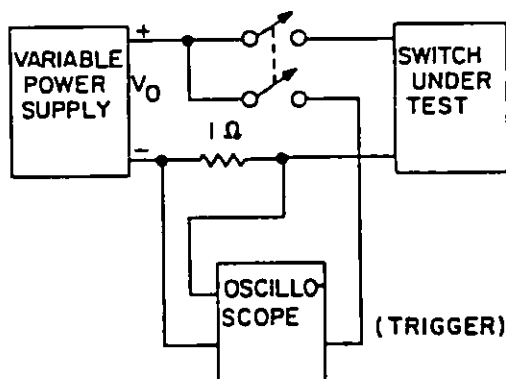 +
VARIABLE
POWER
SUPPLY
V0
−
1 Ω
SWITCH
UNDER
TEST
OSCILLO-
SCOPE
(TRIGGER)